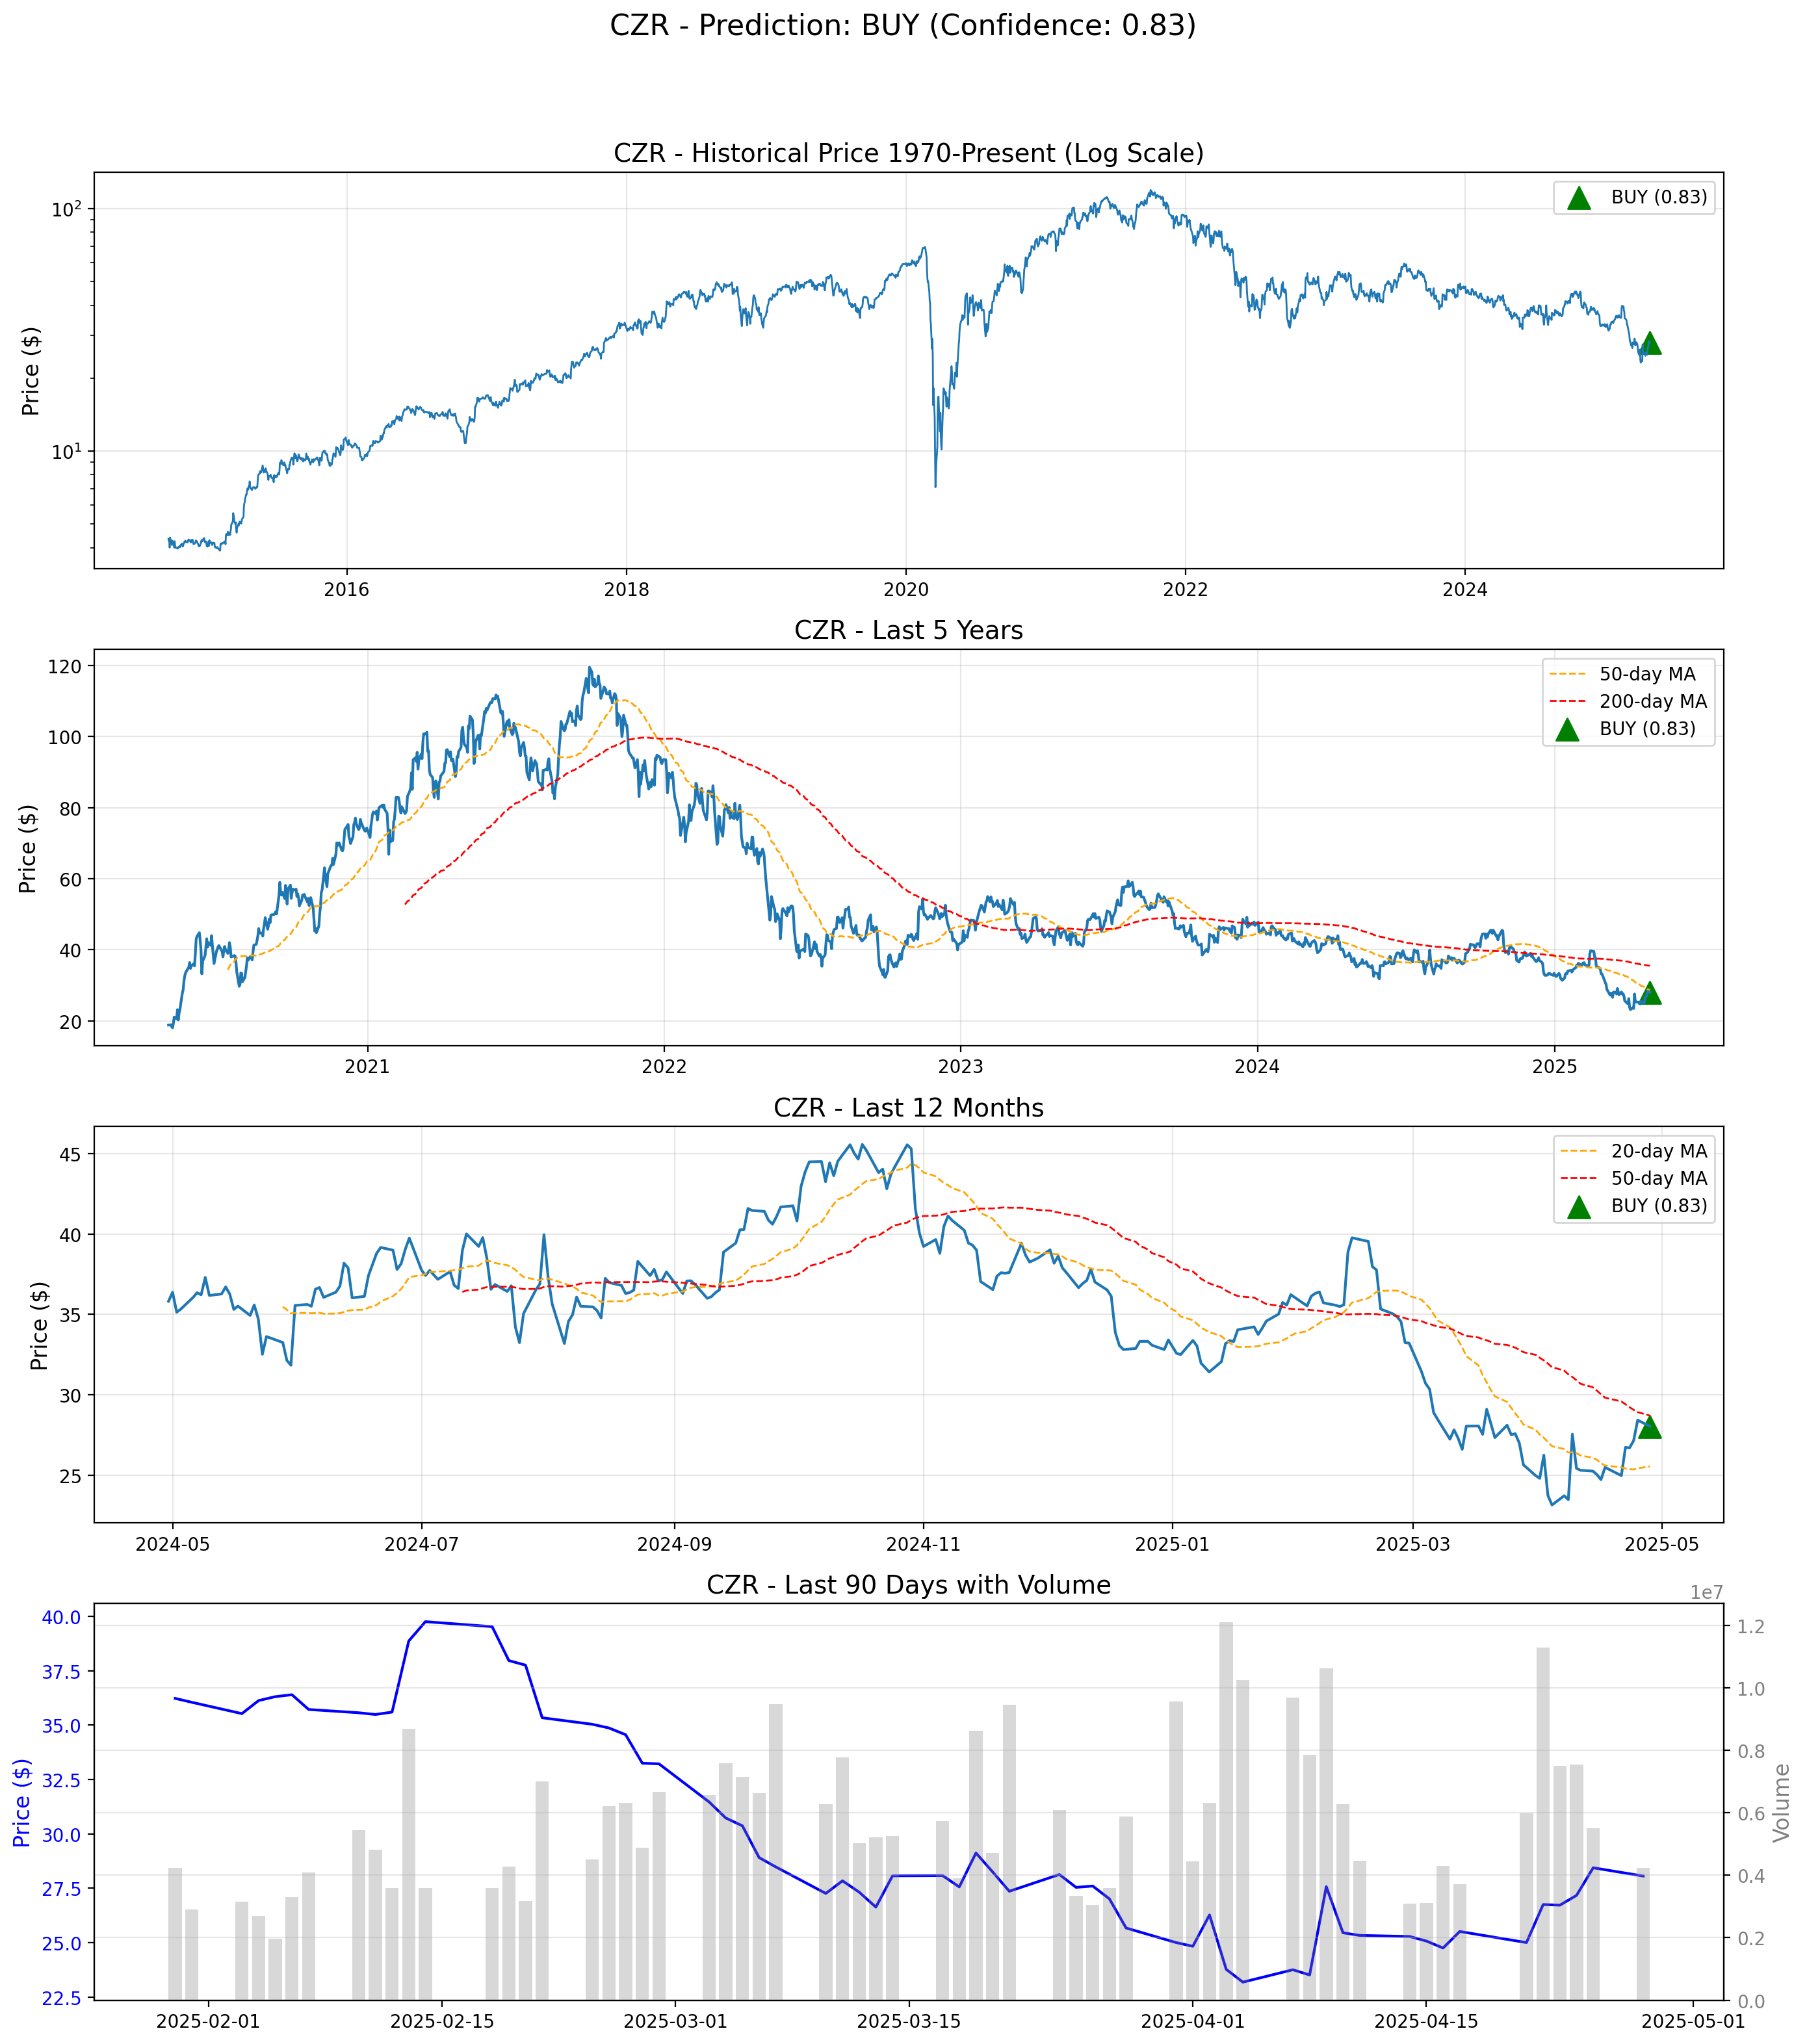 CZR - Prediction: BUY (Confidence: 0.83)
CZR - Historical Price 1970-Present (Log Scale)
Price ($)
10²
10¹
BUY (0.83)
2016 2018 2020 2022 2024
CZR - Last 5 Years
Price ($)
120
100
80
60
40
20
50-day MA
200-day MA
BUY (0.83)
2021 2022 2023 2024 2025
CZR - Last 12 Months
Price ($)
45
40
35
30
25
20-day MA
50-day MA
BUY (0.83)
2024-05 2024-07 2024-09 2024-11 2025-01 2025-03 2025-05
CZR - Last 90 Days with Volume
1e7
Price ($)
40.0
37.5
35.0
32.5
30.0
27.5
25.0
22.5
1.2
1.0
0.8
0.6
0.4
0.2
0.0
Volume
2025-02-01 2025-02-15 2025-03-01 2025-03-15 2025-04-01 2025-04-15 2025-05-01